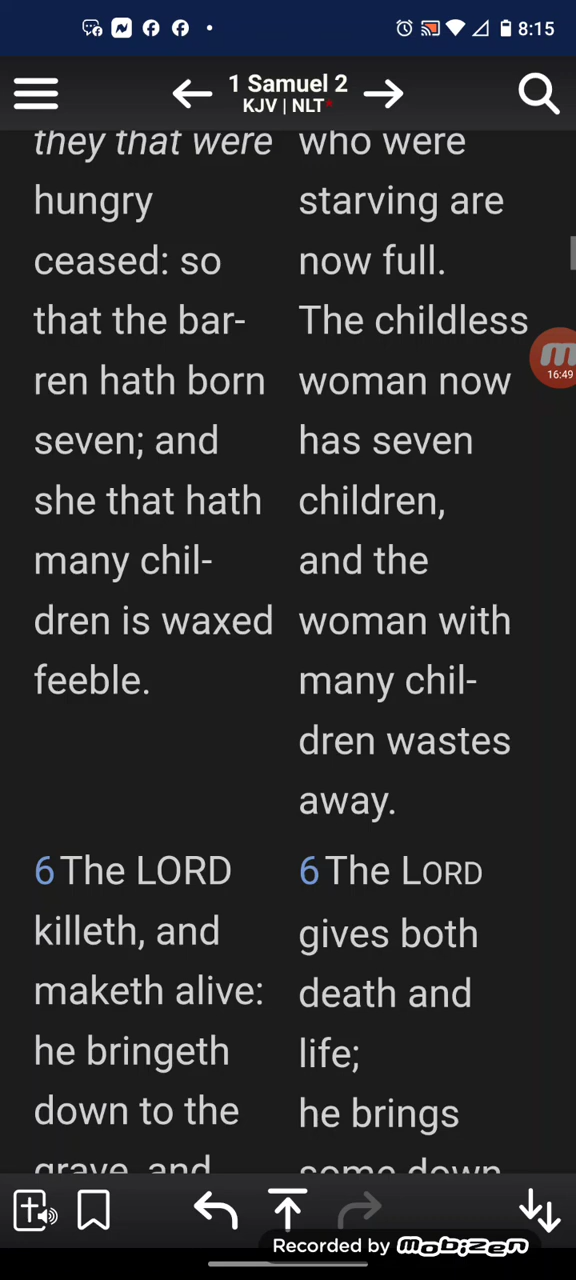 8:15
1 Samuel 2
KJV | NLT*
they that were
hungry
ceased: so
that the bar-
ren hath born
seven; and
she that hath
many chil-
dren is waxed
feeble.
who were
starving are
now full.
The childless
woman now
has seven
children,
and the
woman with
many chil-
dren wastes
away.
16:49
6 The LORD
killeth, and
maketh alive:
he bringeth
down to the
grave, and
6 The LORD
gives both
death and
life;
he brings
some down
Recorded by mobizen